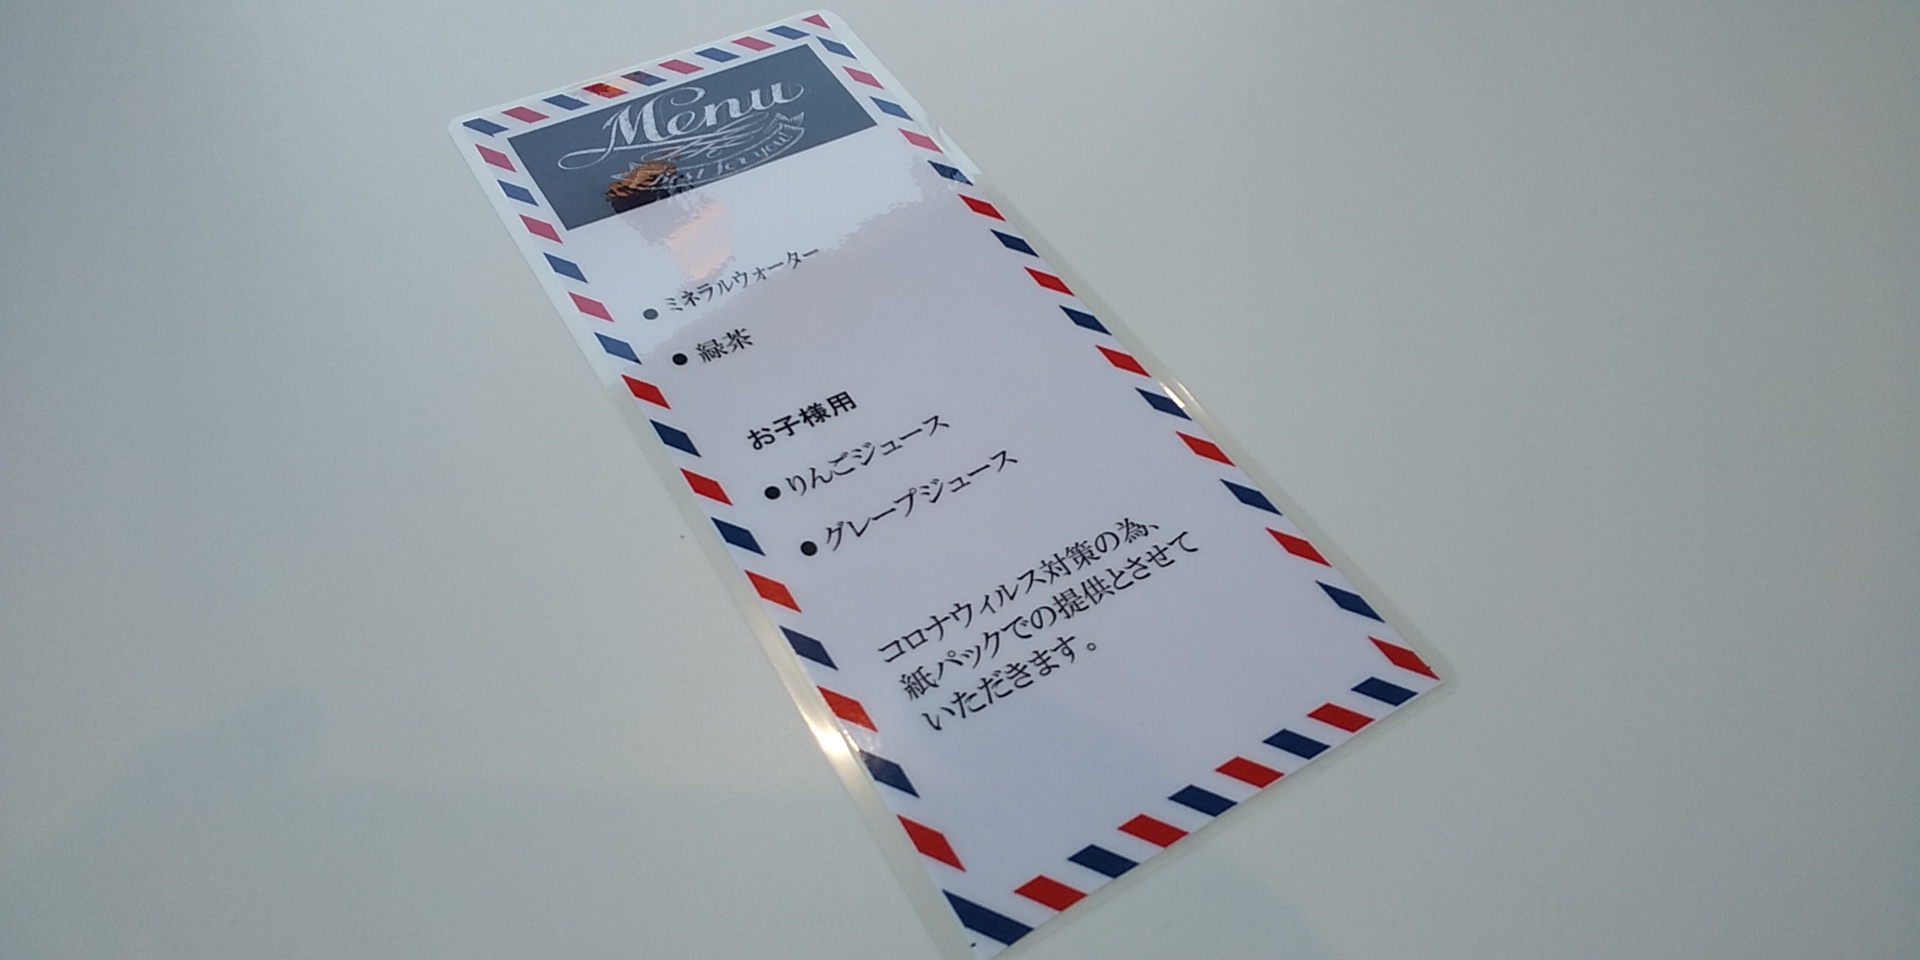 Menu
Best for you!
● ミネラルウォーター
● 緑茶
お子様用
● りんごジュース
● グレープジュース
コロナウィルス対策の為、
紙パックでの提供とさせて
いただきます。